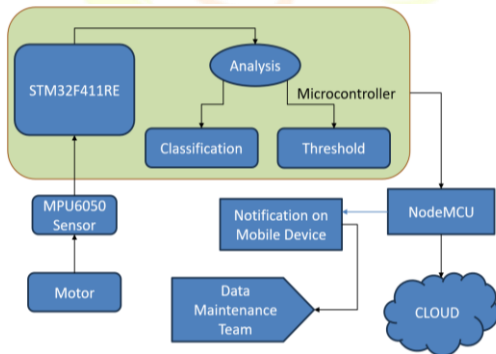 STM32F411RE
Analysis
Microcontroller
Classification
Threshold
MPU6050
Sensor
Notification on
Mobile Device
NodeMCU
Motor
Data
Maintenance
Team
CLOUD